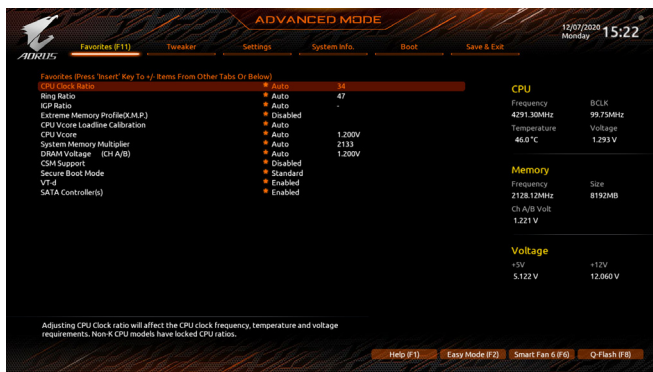 ADVANCED MODE
12/07/2020 Monday 15:22
AORUS
Favorites (F11) Tweaker Settings System Info. Boot Save & Exit
Favorites (Press 'Insert' Key To +/- Items From Other Tabs Or Below)
CPU Clock Ratio Auto 34
Ring Ratio Auto 47
IGP Ratio Auto -
Extreme Memory Profile(X.M.P.) Disabled
CPU Vcore Loadline Calibration Auto
CPU Vcore Auto 1.200V
System Memory Multiplier Auto 2133
DRAM Voltage (CH A/B) Auto 1.200V
CSM Support Disabled
Secure Boot Mode Standard
VT-d Enabled
SATA Controller(s) Enabled
CPU
Frequency BCLK
4291.30MHz 99.75MHz
Temperature Voltage
46.0 °C 1.293 V
Memory
Frequency Size
2128.12MHz 8192MB
Ch A/B Volt
1.221 V
Voltage
+5V +12V
5.122 V 12.060 V
Adjusting CPU Clock ratio will affect the CPU clock frequency, temperature and voltage
requirements. Non-K CPU models have locked CPU ratios.
Help (F1) Easy Mode (F2) Smart Fan 6 (F6) Q-Flash (F8)